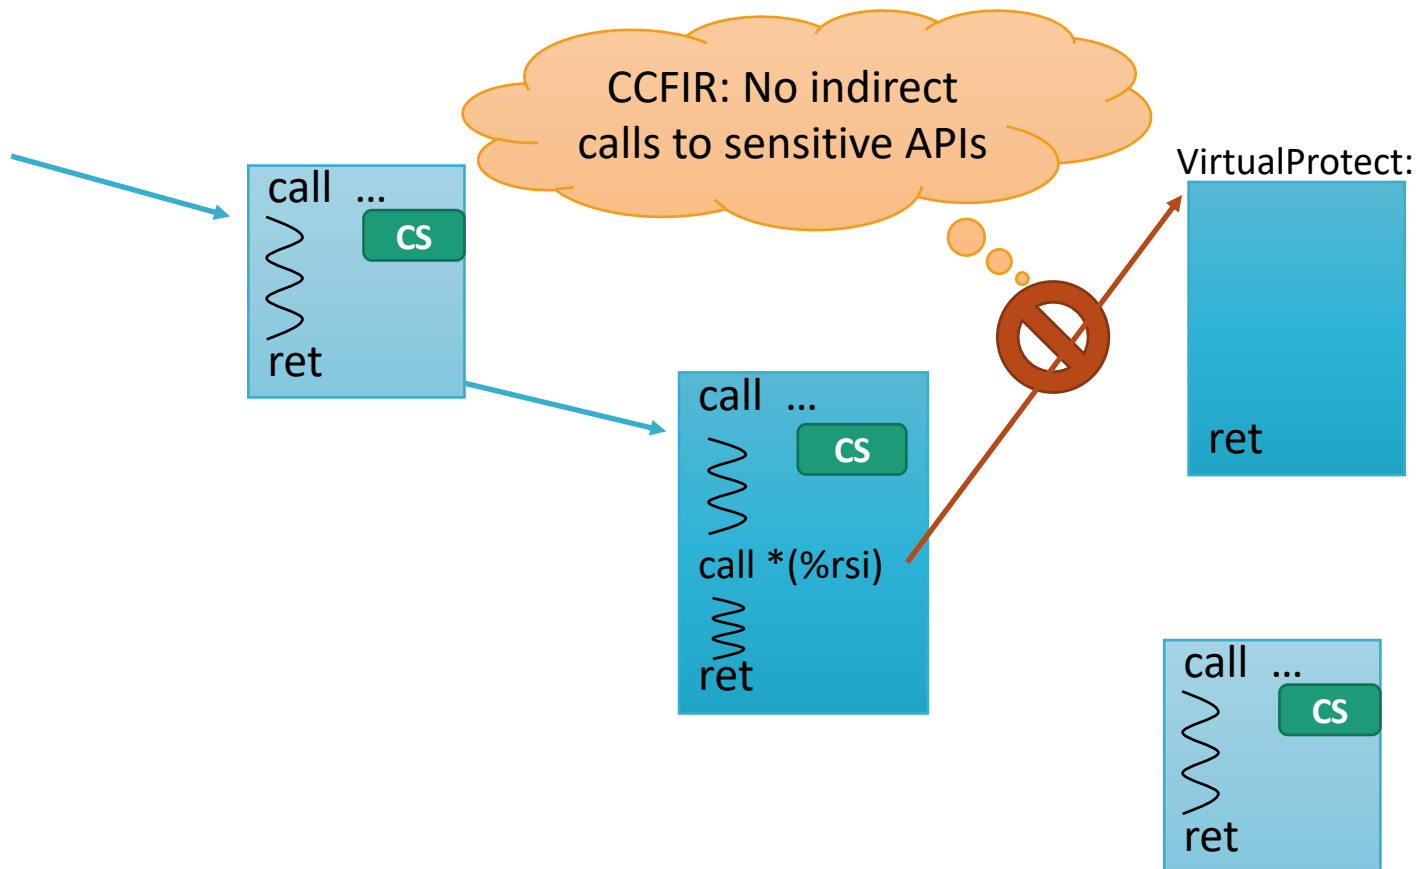 CCFIR: No indirect
calls to sensitive APIs
VirtualProtect:
call ...
CS
ret
call ...
CS
call *(%rsi)
ret
ret
call ...
CS
ret